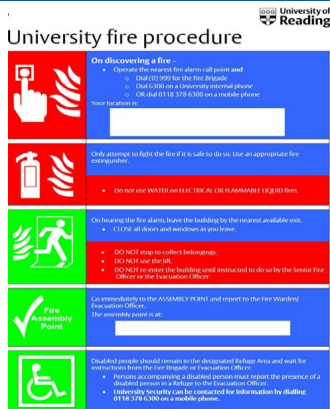 University of
Reading
University fire procedure
On discovering a fire –
• Operate the nearest fire alarm call point and
o Dial (0) 999 for the Fire Brigade
o Dial 6300 on a University internal phone
o OR dial 0118 378 6300 on a mobile phone
Your location is:
Only attempt to fight the fire if it is safe to do so. Use an appropriate fire
extinguisher.
• Do not use WATER on ELECTRICAL OR FLAMMABLE LIQUID fires.
On hearing the fire alarm, leave the building by the nearest available exit.
• CLOSE all doors and windows as you leave.
• DO NOT stop to collect belongings.
• DO NOT use the lift.
• DO NOT re-enter the building until instructed to do so by the Senior Fire
Officer or the Evacuation Officer.
Fire
Assembly
Point
Go immediately to the ASSEMBLY POINT and report to the Fire Warden/
Evacuation Officer.
The assembly point is at:
Disabled people should remain in the designated Refuge Area and wait for
instructions from the Fire Brigade or Evacuation Officer.
• Persons accompanying a disabled person must report the presence of a
disabled person in a Refuge to the Evacuation Officer.
• University Security can be contacted for information by dialling
0118 378 6300 on a mobile phone.